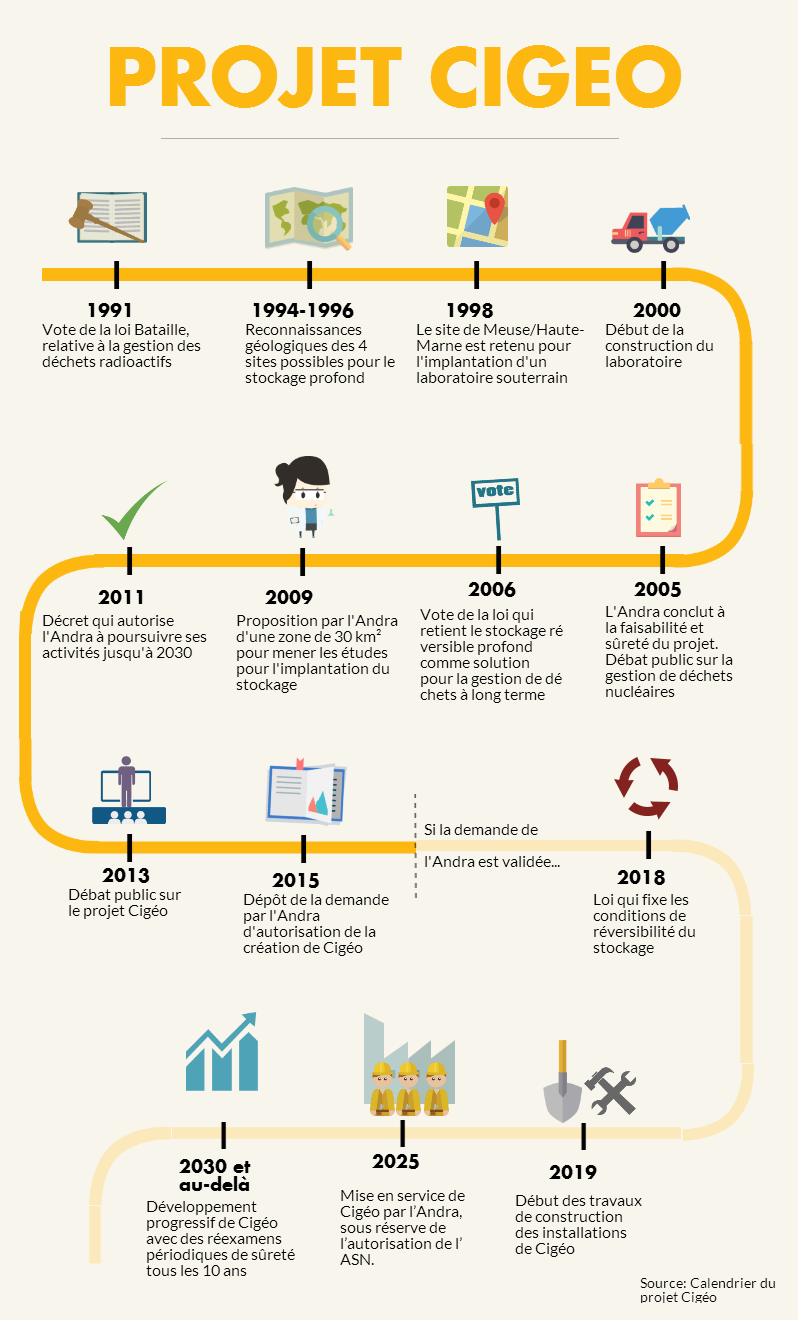 PROJET CIGEO
1991
Vote de la loi Bataille,
relative à la gestion des
déchets radioactifs
1994-1996
Reconnaissances
géologiques des 4
sites possibles pour le
stockage profond
1998
Le site de Meuse/Haute-
Marne est retenu pour
l'implantation d'un
laboratoire souterrain
2000
Début de la
construction du
laboratoire
vote
2005
L'Andra conclut à
la faisabilité et
sûreté du projet.
Débat public sur la
gestion de déchets
nucléaires
2006
Vote de la loi qui
retient le stockage ré
versible profond
comme solution
pour la gestion de dé
chets à long terme
2009
Proposition par l'Andra
d'une zone de 30 km²
pour mener les études
pour l'implantation du
stockage
2011
Décret qui autorise
l'Andra à poursuivre ses
activités jusqu'à 2030
2013
Débat public sur
le projet Cigéo
2015
Dépôt de la demande
par l'Andra
d'autorisation de la
création de Cigéo
Si la demande de
l'Andra est validée...
2018
Loi qui fixe les
conditions de
réversibilité du
stockage
2019
Début des travaux
de construction
des installations
de Cigéo
2025
Mise en service de
Cigéo par l’Andra,
sous réserve de
l’autorisation de l’
ASN.
2030 et
au-delà
Développement
progressif de Cigéo
avec des réexamens
périodiques de sûreté
tous les 10 ans
Source: Calendrier du
projet Cigéo